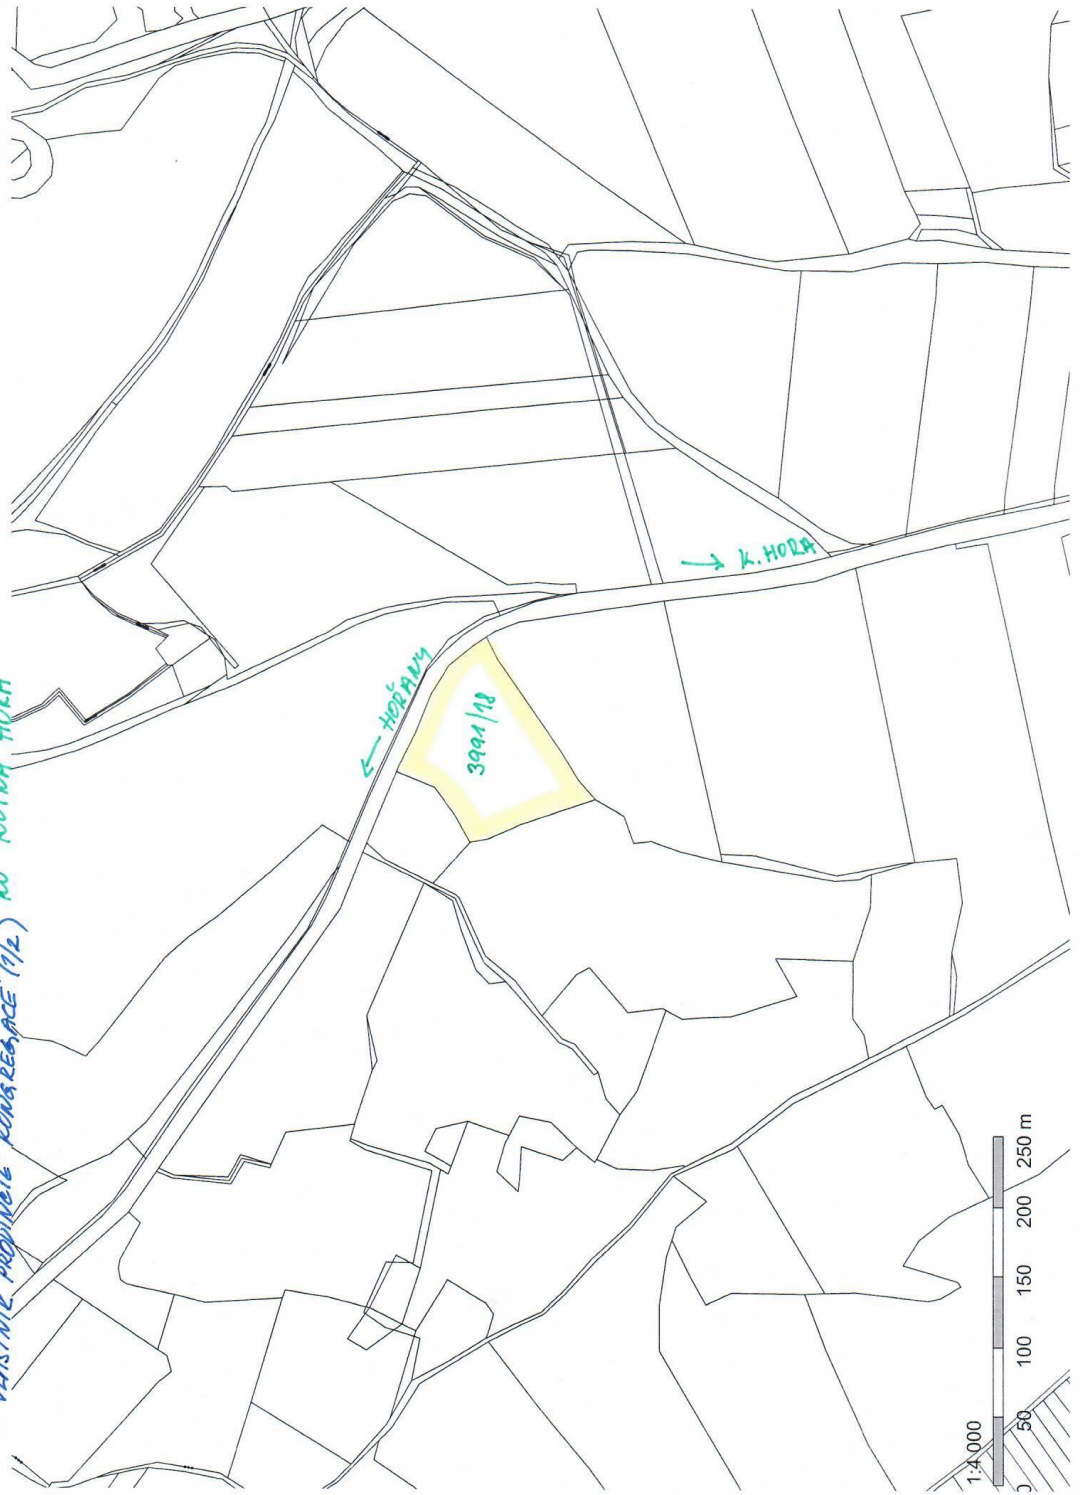 VLASTNÍK PROVINCIE KONGREGACE (1/2) KÚ KUTNÁ HORA
← HOŘANY
→ K. HORA
3991/18
1:4 000
0 50 100 150 200 250 m